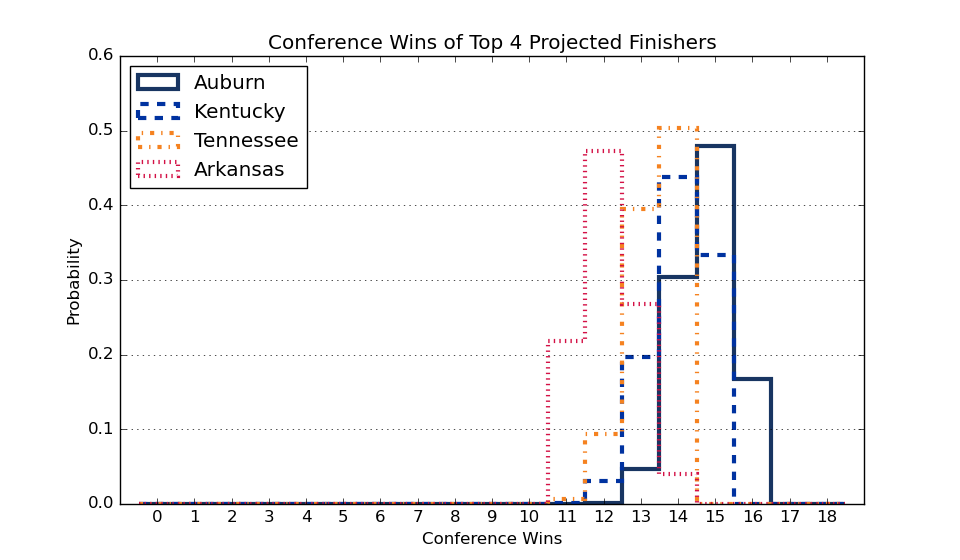 Conference Wins of Top 4 Projected Finishers
0.6
0.5
0.4
0.3
0.2
0.1
0.0
Probability
Auburn
Kentucky
Tennessee
Arkansas
0 1 2 3 4 5 6 7 8 9 10 11 12 13 14 15 16 17 18
Conference Wins